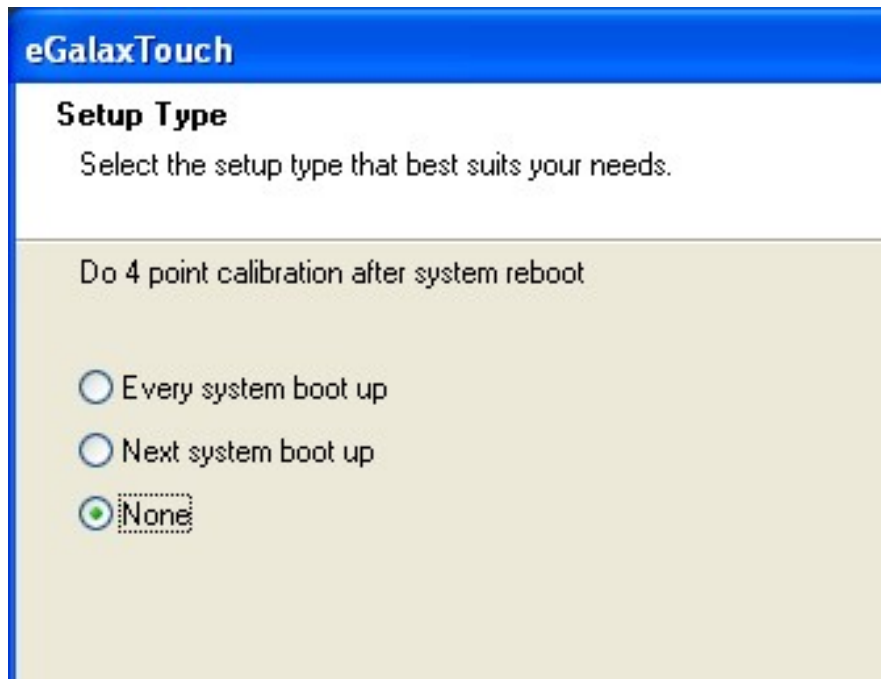 eGalaxTouch
Setup Type
Select the setup type that best suits your needs.
Do 4 point calibration after system reboot
Every system boot up
Next system boot up
None